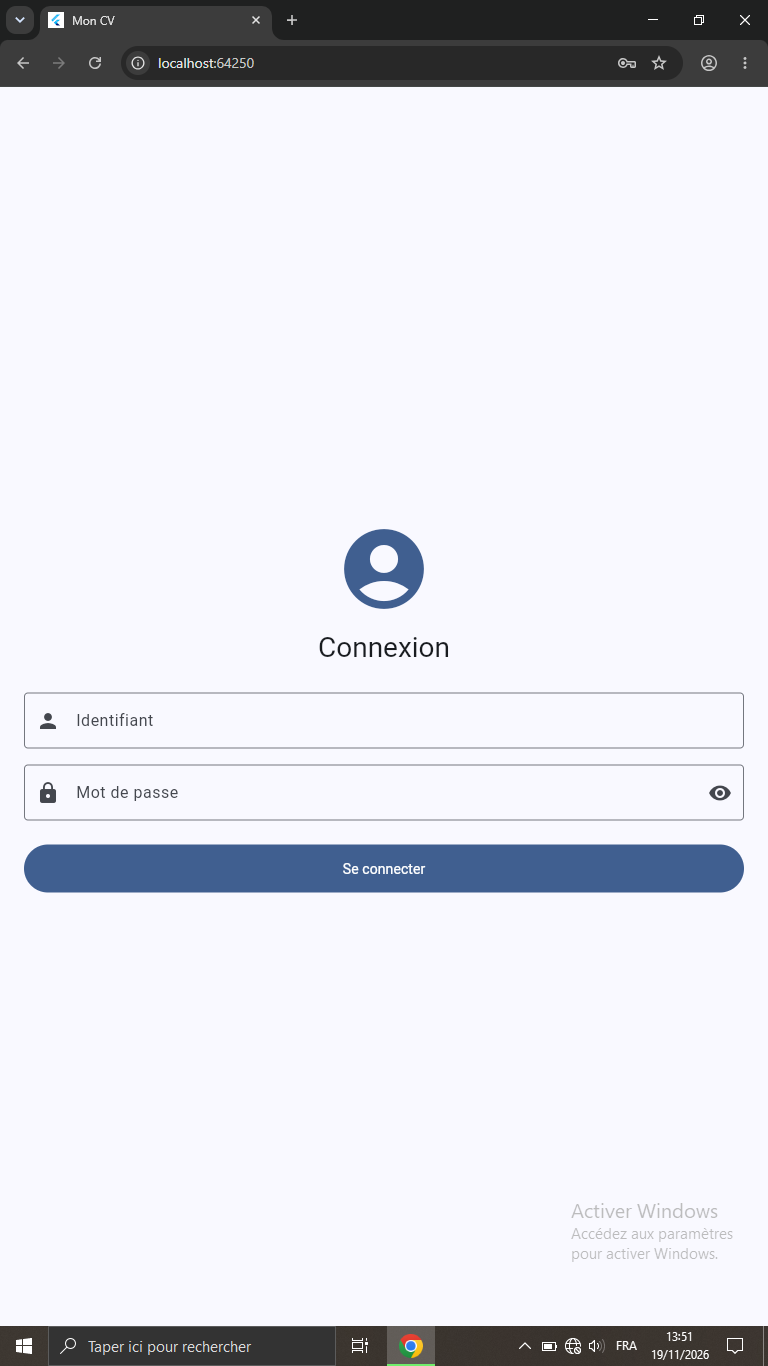 Mon CV
localhost:64250
Connexion
Identifiant
Mot de passe
Se connecter
Activer Windows
Accédez aux paramètres
pour activer Windows.
Taper ici pour rechercher
FRA
13:51
19/11/2026